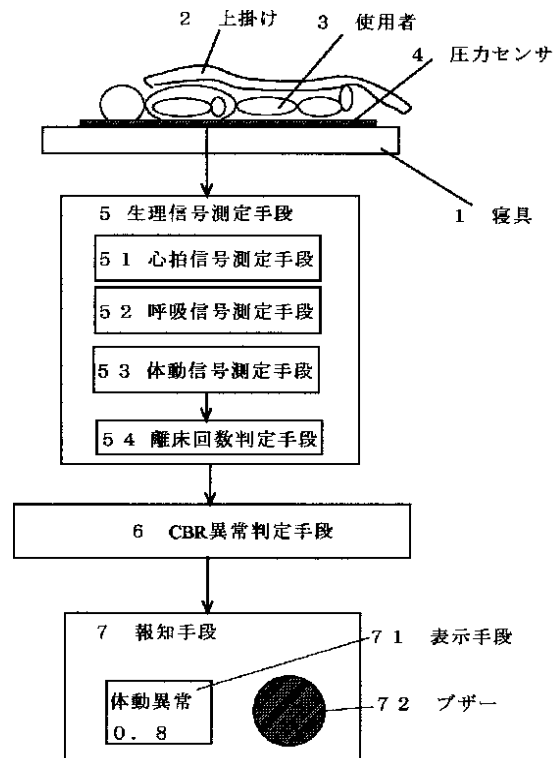 2 上掛け
3 使用者
4 圧力センサ
1 寝具
5 生理信号測定手段
51 心拍信号測定手段
52 呼吸信号測定手段
53 体動信号測定手段
54 離床回数判定手段
6 CBR異常判定手段
7 報知手段
71 表示手段
体動異常
0.8
72 ブザー